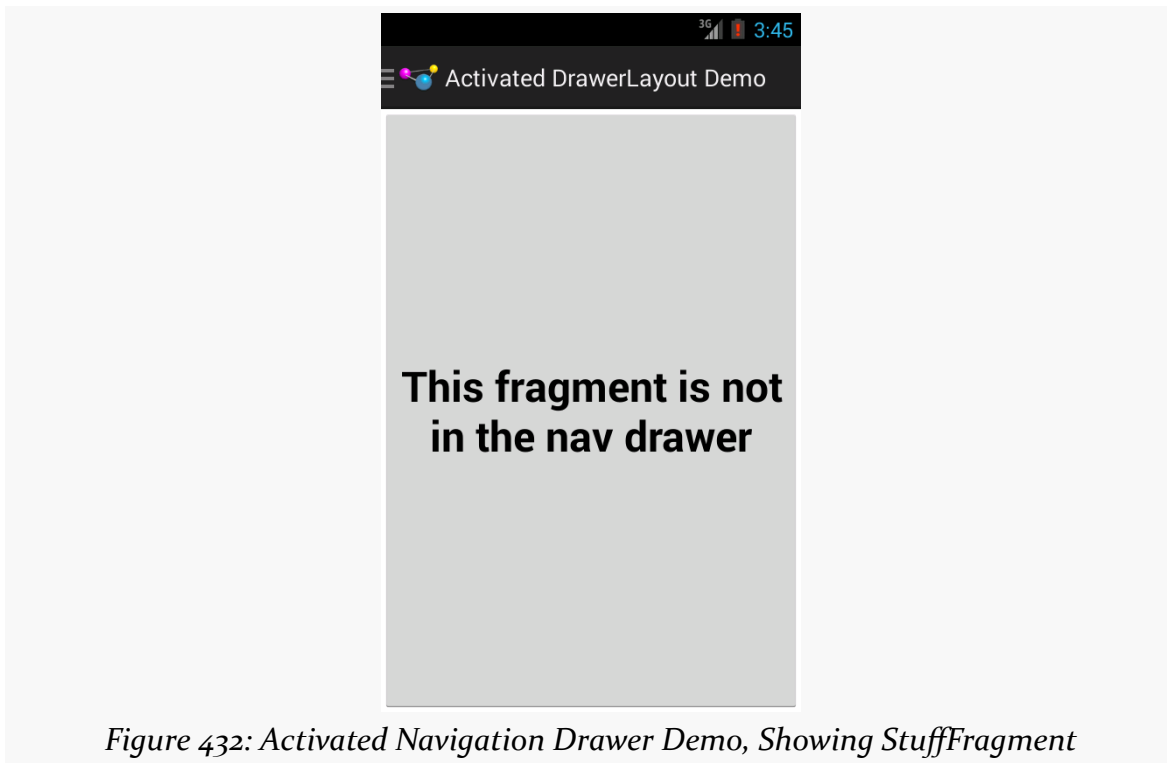 3G
3:45
Activated DrawerLayout Demo
This fragment is not
in the nav drawer
Figure 432: Activated Navigation Drawer Demo, Showing StuffFragment